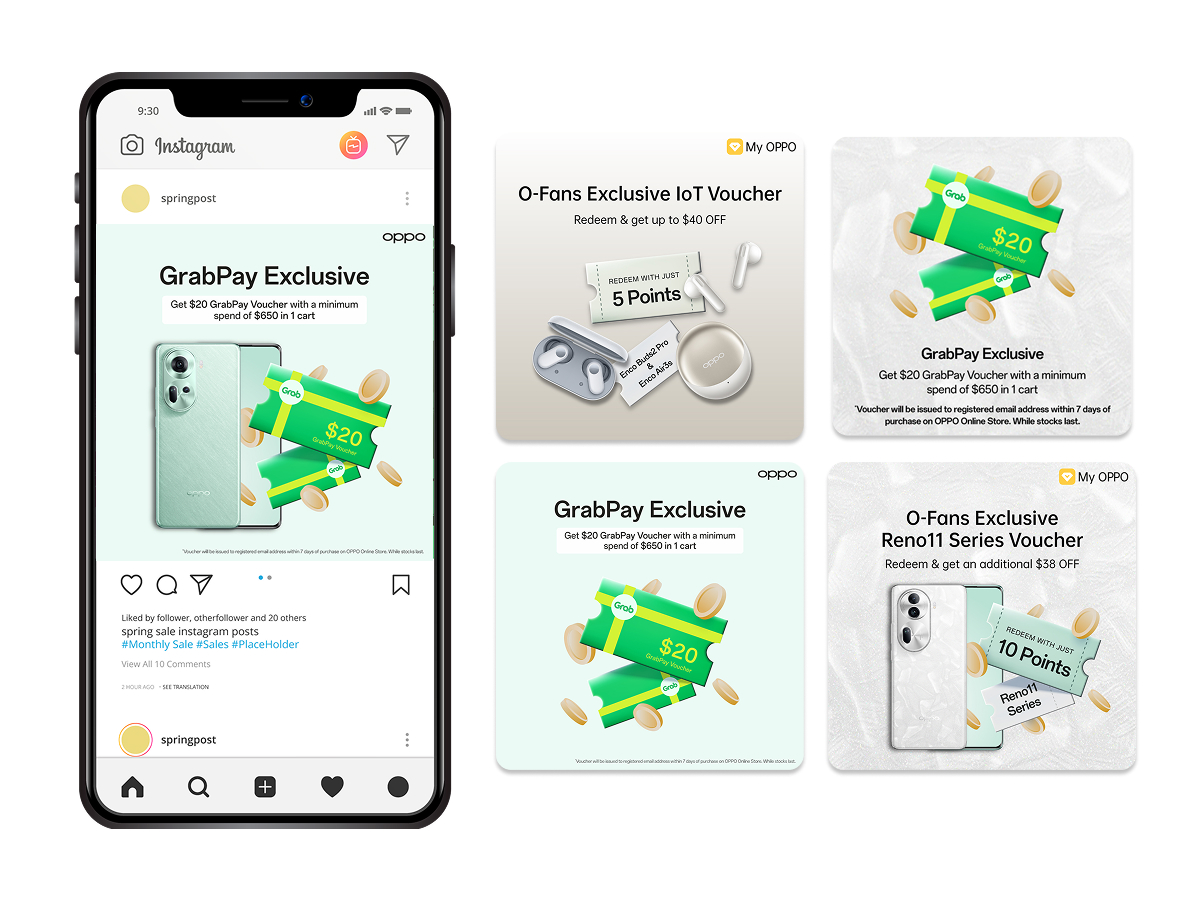 9:30
Instagram
springpost
oppo
GrabPay Exclusive
Get $20 GrabPay Voucher with a minimum
spend of $650 in 1 cart
Grab
$20
GrabPay Voucher
Grab
OPPO
*Voucher will be issued to registered email address within 7 days of purchase on OPPO Online Store. While stocks last.
Liked by follower, otherfollower and 20 others
spring sale instagram posts
#Monthly Sale #Sales #PlaceHolder
View All 10 Comments
2 HOUR AGO · SEE TRANSLATION
springpost
My OPPO
O-Fans Exclusive IoT Voucher
Redeem & get up to $40 OFF
REDEEM WITH JUST
5 Points
Enco Buds2 Pro
&
Enco Air3s
oppo
Grab
$20
GrabPay Voucher
Grab
GrabPay Exclusive
Get $20 GrabPay Voucher with a minimum
spend of $650 in 1 cart
*Voucher will be issued to registered email address within 7 days of
purchase on OPPO Online Store. While stocks last.
oppo
GrabPay Exclusive
Get $20 GrabPay Voucher with a minimum
spend of $650 in 1 cart
Grab
$20
GrabPay Voucher
Grab
*Voucher will be issued to registered email address within 7 days of purchase on OPPO Online Store. While stocks last.
My OPPO
O-Fans Exclusive
Reno11 Series Voucher
Redeem & get an additional $38 OFF
REDEEM WITH JUST
10 Points
Reno11
Series